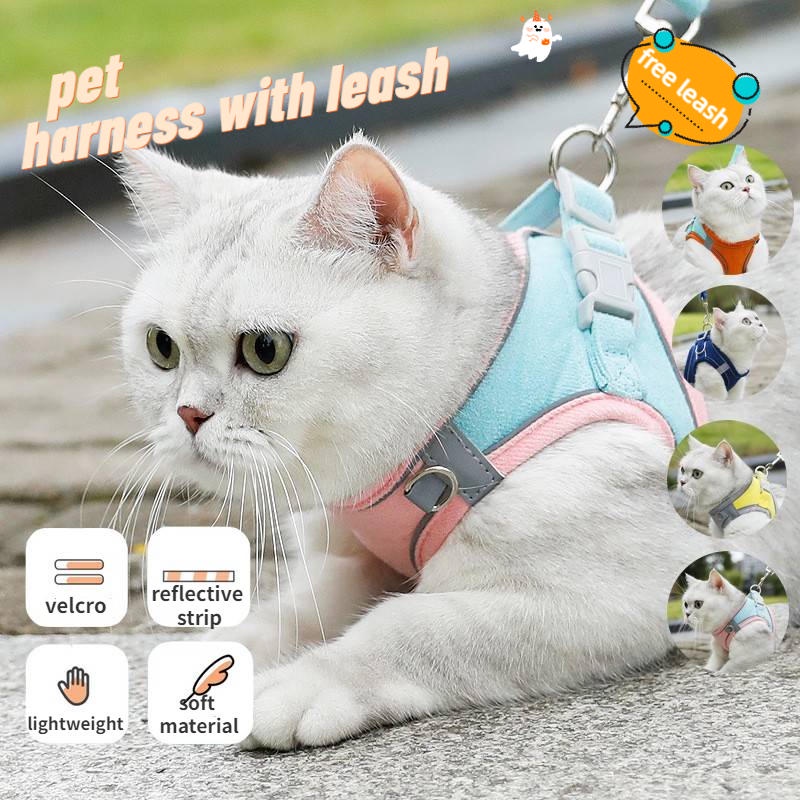 pet
harness with leash
free leash
velcro
reflective
strip
lightweight
soft
material